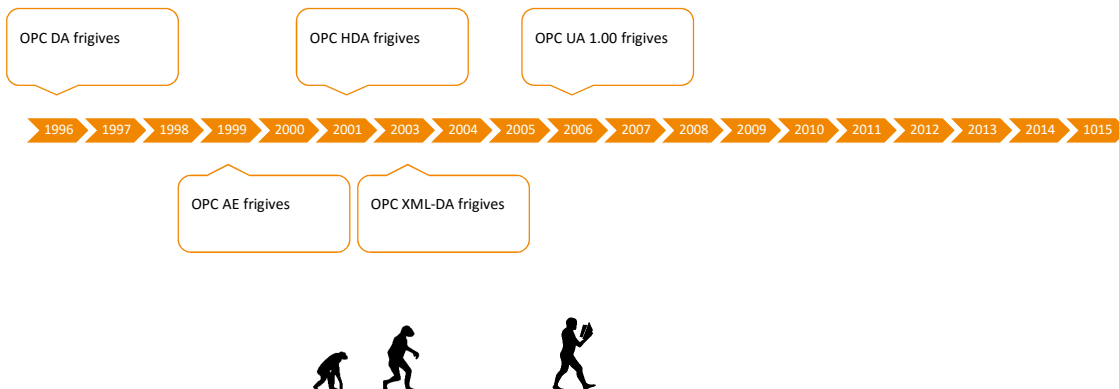 OPC DA frigives
OPC HDA frigives
OPC UA 1.00 frigives
1996 1997 1998 1999 2000 2001 2003 2004 2005 2006 2007 2008 2009 2010 2011 2012 2013 2014 1015
OPC AE frigives
OPC XML-DA frigives